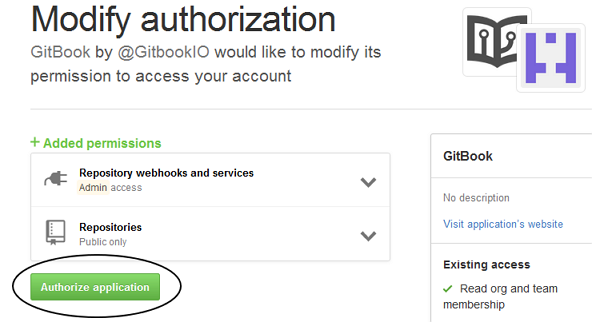 Modify authorization
GitBook by @GitbookIO would like to modify its
permission to access your account
+ Added permissions
Repository webhooks and services
Admin access
Repositories
Public only
Authorize application
GitBook
No description
Visit application's website
Existing access
✓ Read org and team
membership